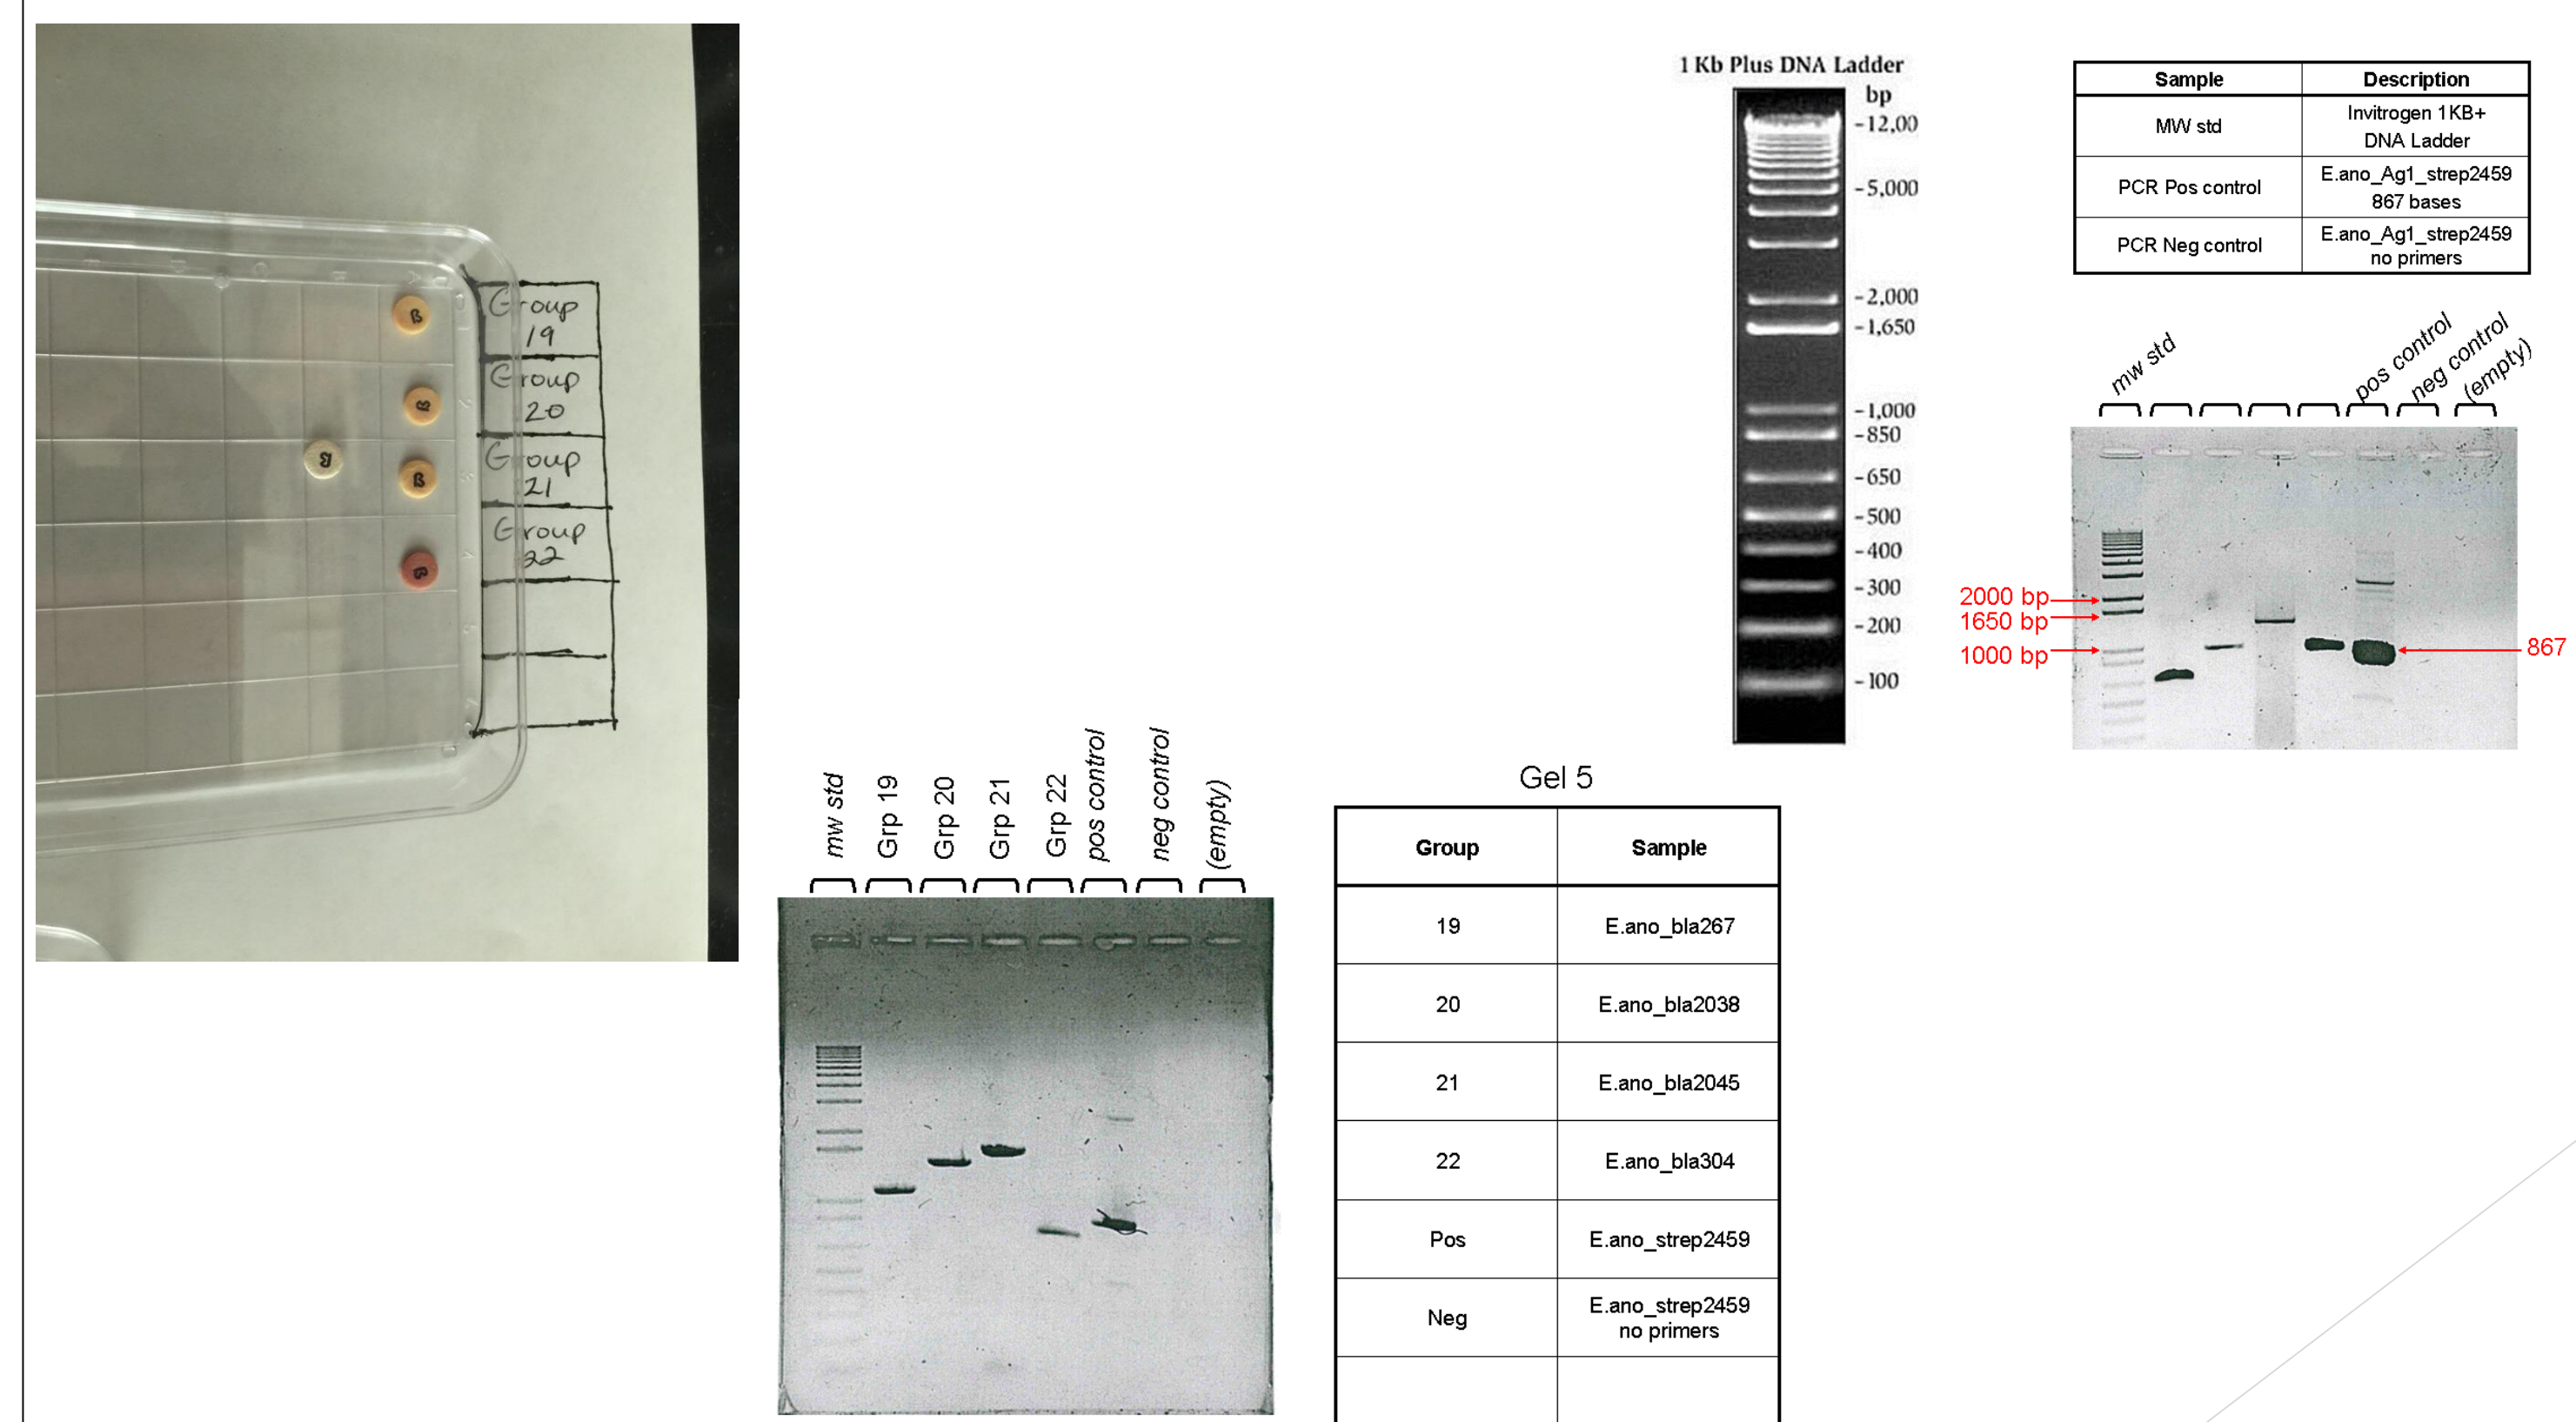 Group
19
Group
20
Group
21
Group
22
ß
ß
ß
ß
ß
1 Kb Plus DNA Ladder
bp
-12,00
-5,000
-2,000
-1,650
-1,000
-850
-650
-500
-400
-300
-200
-100
Sample Description
MW std Invitrogen 1KB+
DNA Ladder
PCR Pos control E.ano_Ag1_strep2459
867 bases
PCR Neg control E.ano_Ag1_strep2459
no primers
mw std
pos control
neg control
(empty)
2000 bp
1650 bp
1000 bp
867
mw std
Grp 19
Grp 20
Grp 21
Grp 22
pos control
neg control
(empty)
Gel 5
Group Sample
19 E.ano_bla267
20 E.ano_bla2038
21 E.ano_bla2045
22 E.ano_bla304
Pos E.ano_strep2459
Neg E.ano_strep2459
no primers